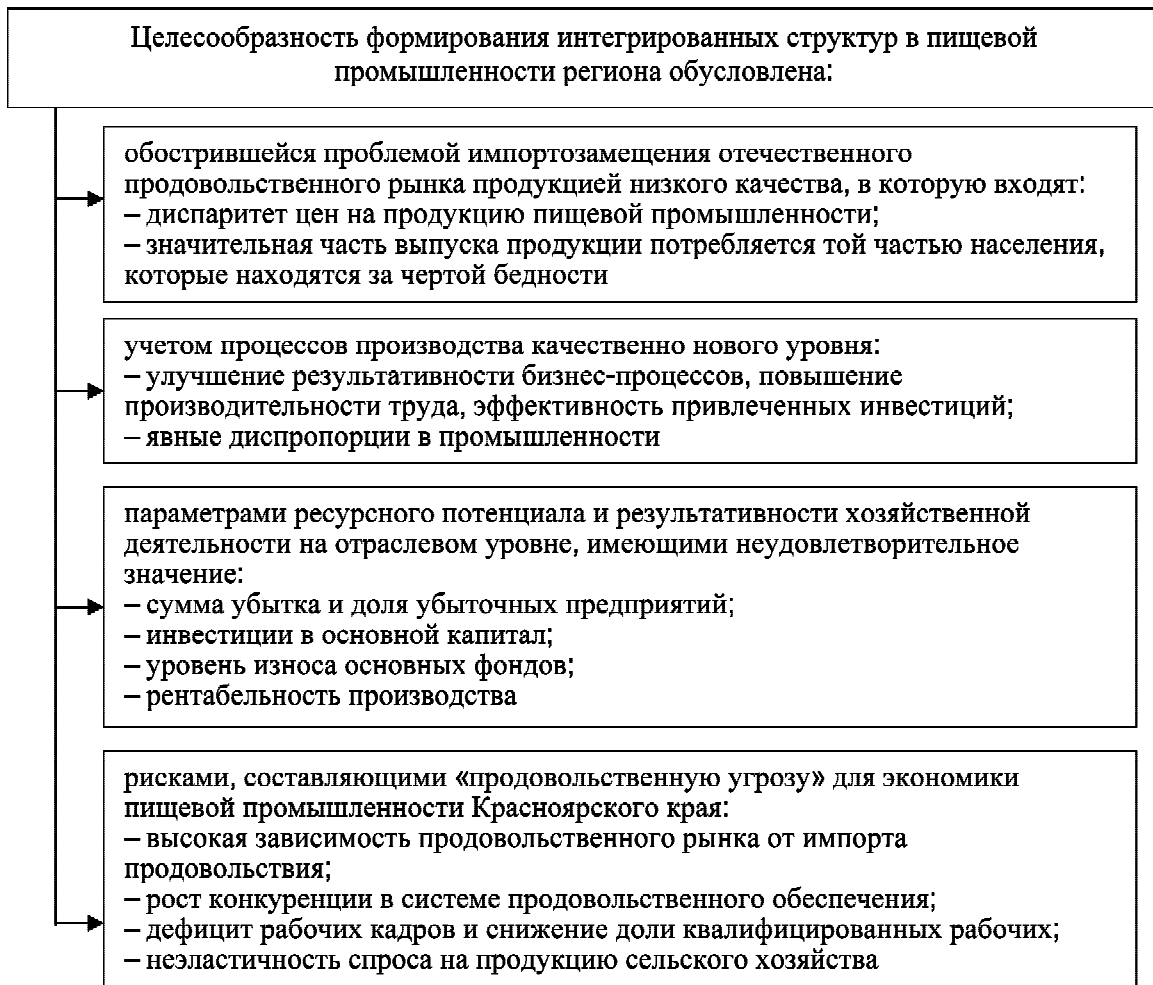 Целесообразность формирования интегрированных структур в пищевой
промышленности региона обусловлена:
обострившейся проблемой импортозамещения отечественного
продовольственного рынка продукцией низкого качества, в которую входят:
– диспаритет цен на продукцию пищевой промышленности;
– значительная часть выпуска продукции потребляется той частью населения,
которые находятся за чертой бедности
учетом процессов производства качественно нового уровня:
– улучшение результативности бизнес-процессов, повышение
производительности труда, эффективность привлеченных инвестиций;
– явные диспропорции в промышленности
параметрами ресурсного потенциала и результативности хозяйственной
деятельности на отраслевом уровне, имеющими неудовлетворительное
значение:
– сумма убытка и доля убыточных предприятий;
– инвестиции в основной капитал;
– уровень износа основных фондов;
– рентабельность производства
рисками, составляющими «продовольственную угрозу» для экономики
пищевой промышленности Красноярского края:
– высокая зависимость продовольственного рынка от импорта
продовольствия;
– рост конкуренции в системе продовольственного обеспечения;
– дефицит рабочих кадров и снижение доли квалифицированных рабочих;
– неэластичность спроса на продукцию сельского хозяйства